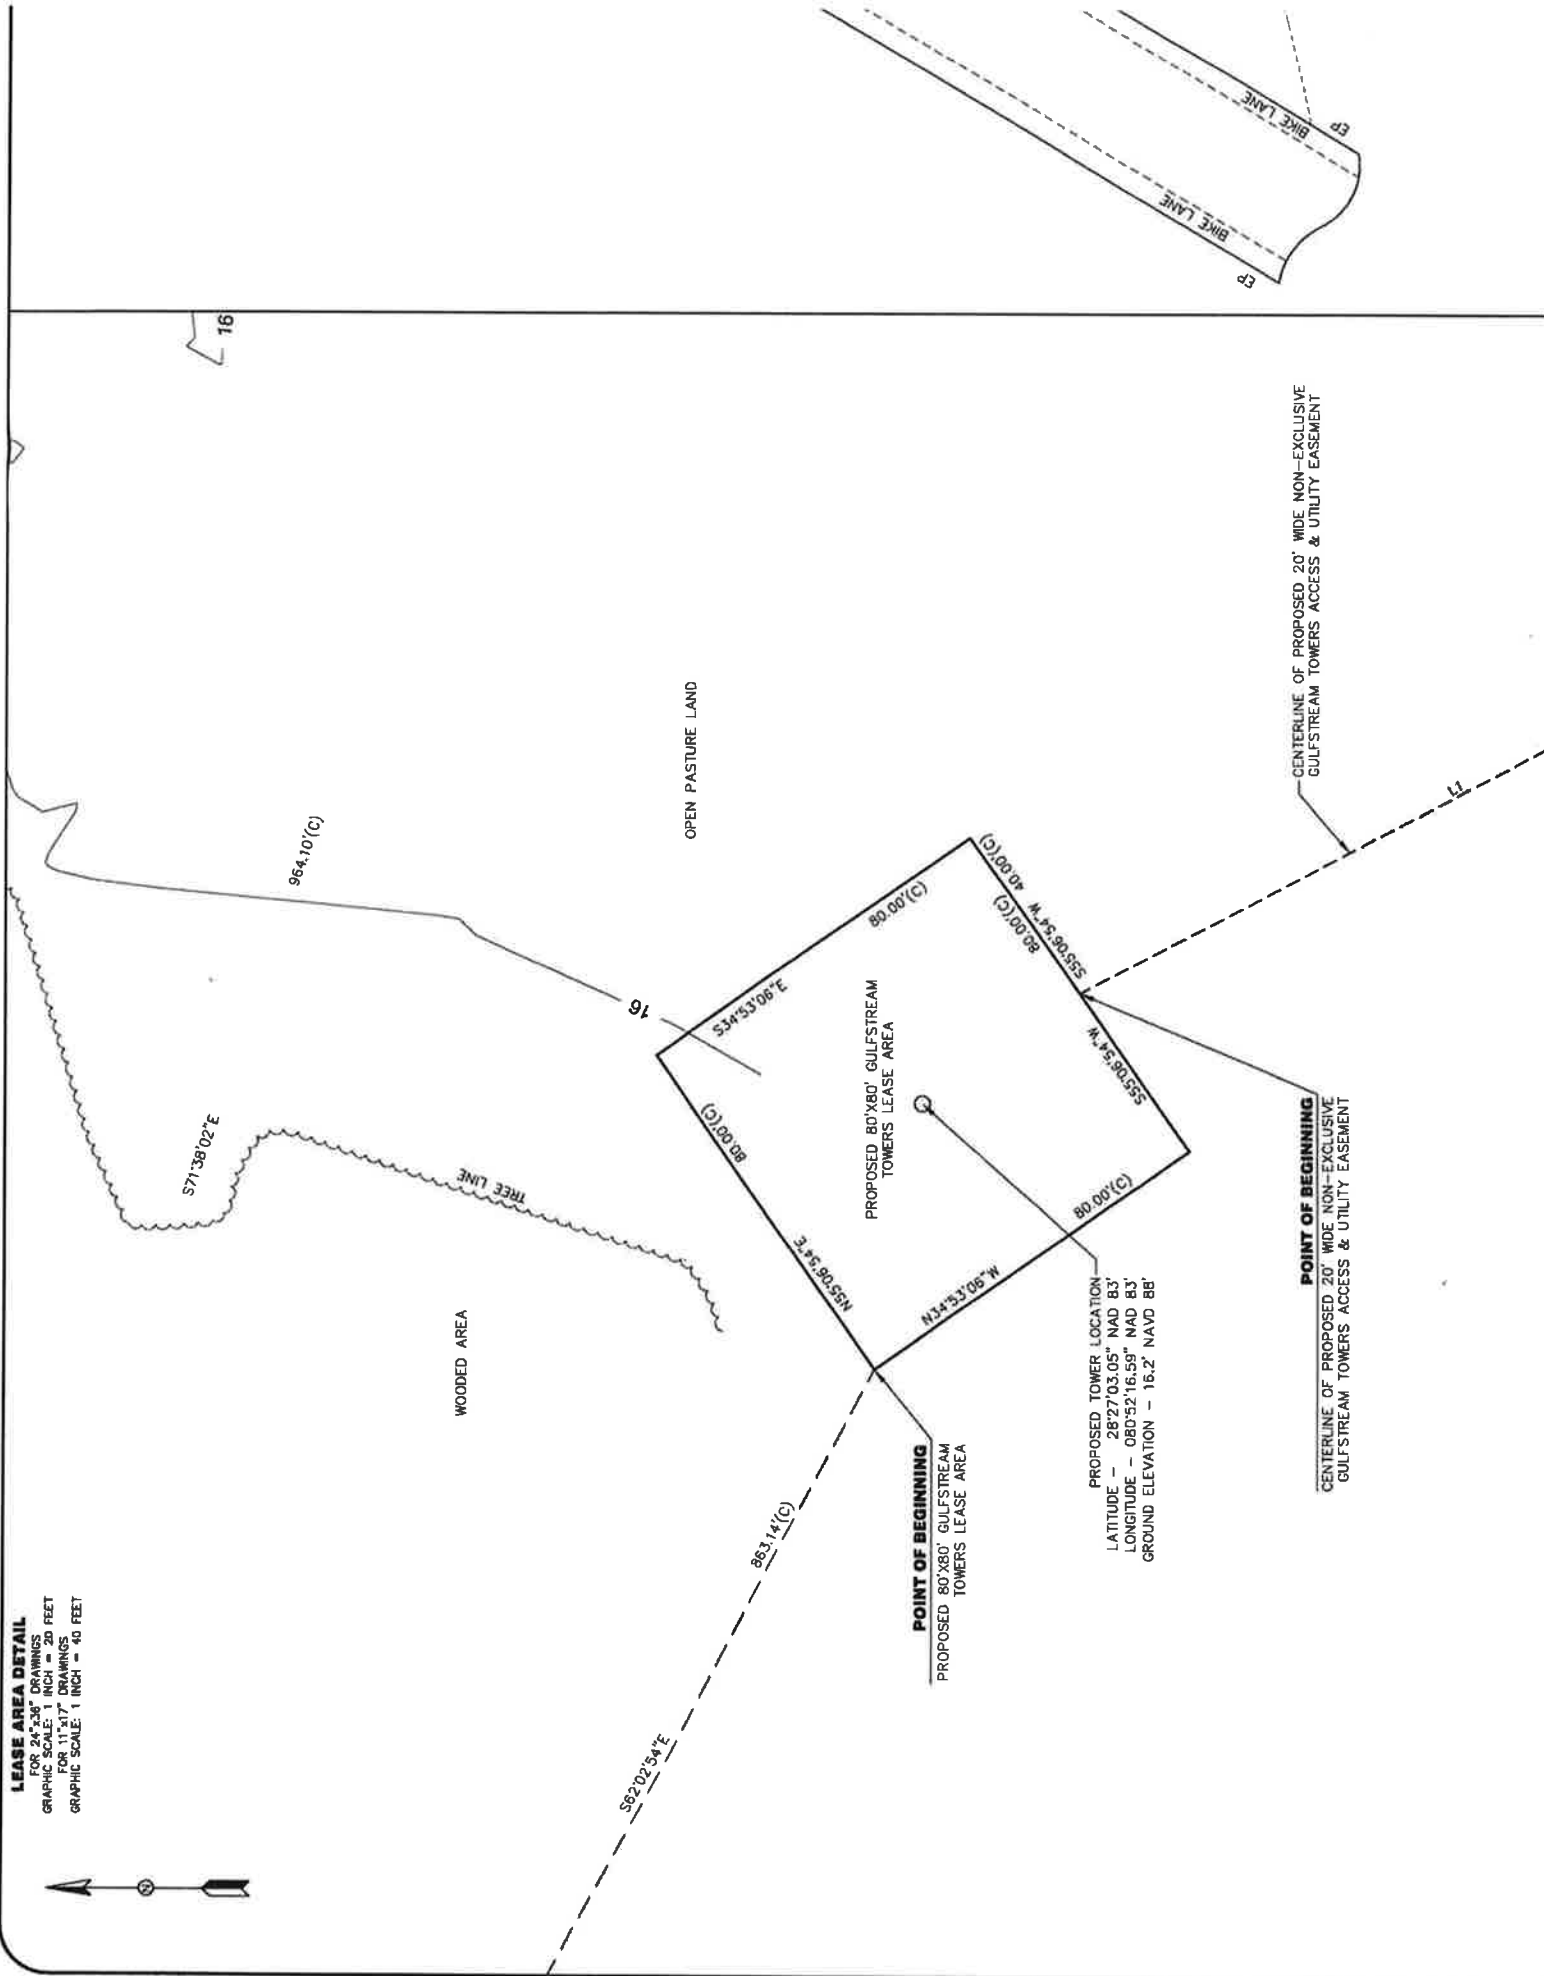 LEASE AREA DETAIL
FOR 24"x36" DRAWINGS
GRAPHIC SCALE: 1 INCH = 20 FEET
FOR 11"x17" DRAWINGS
GRAPHIC SCALE: 1 INCH = 40 FEET
N
S62°02'54"E
863.14'(C)
WOODED AREA
S71°38'02"E
964.10'(C)
TREE LINE
16
16
OPEN PASTURE LAND
N55°06'54"E
80.00'(C)
S34°53'06"E
80.00'(C)
PROPOSED 80'X80' GULFSTREAM
TOWERS LEASE AREA
N34°53'06"W
80.00'(C)
S55°06'54"W
80.00'(C)
S55°06'54"W
40.00'(C)
POINT OF BEGINNING
PROPOSED 80'X80' GULFSTREAM
TOWERS LEASE AREA
PROPOSED TOWER LOCATION
LATITUDE - 28°27'03.05" NAD 83'
LONGITUDE - 080°52'16.59" NAD 83'
GROUND ELEVATION - 16.2' NAVD 88'
POINT OF BEGINNING
CENTERLINE OF PROPOSED 20' WIDE NON-EXCLUSIVE
GULFSTREAM TOWERS ACCESS & UTILITY EASEMENT
CENTERLINE OF PROPOSED 20' WIDE NON-EXCLUSIVE
GULFSTREAM TOWERS ACCESS & UTILITY EASEMENT
L1
EP
BIKE LANE
BIKE LANE
EP